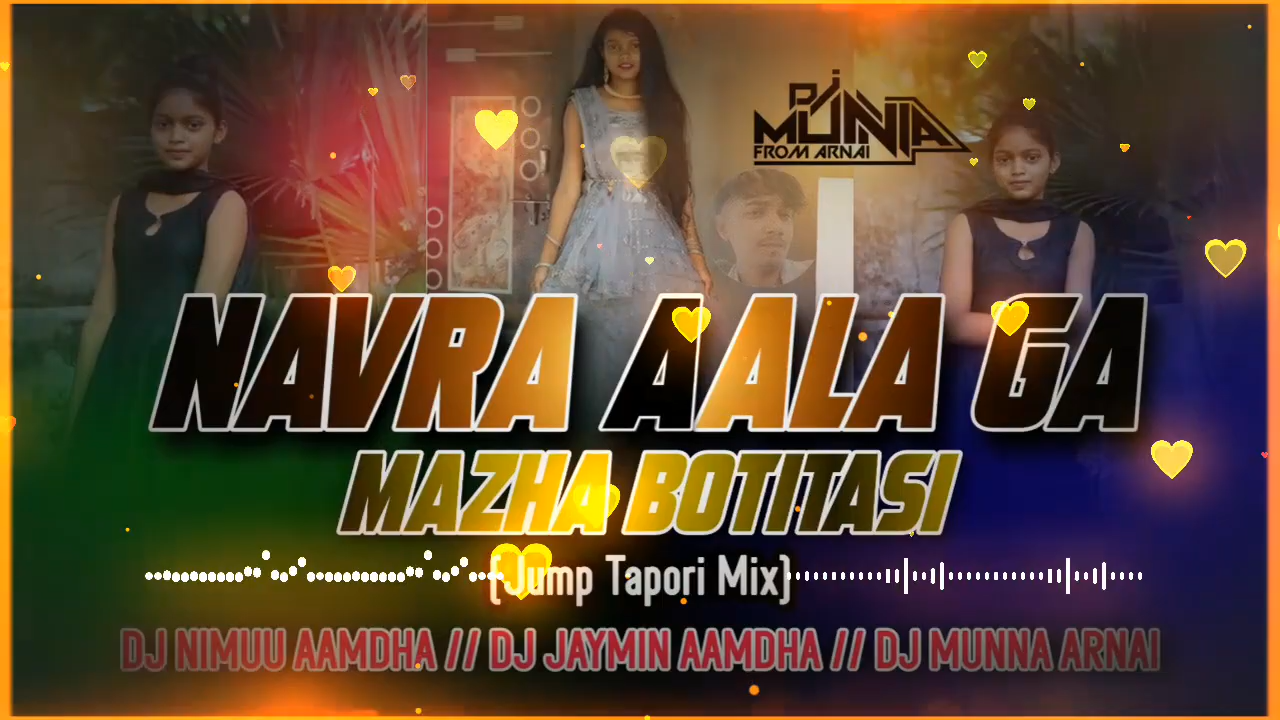 DJ
MUNNA
FROM ARNAI
NAVRA AALA GA
MAZHA BOTITASI
(Jump Tapori Mix)
DJ NIMUU AAMDHA // DJ JAYMIN AAMDHA // DJ MUNNA ARNAI